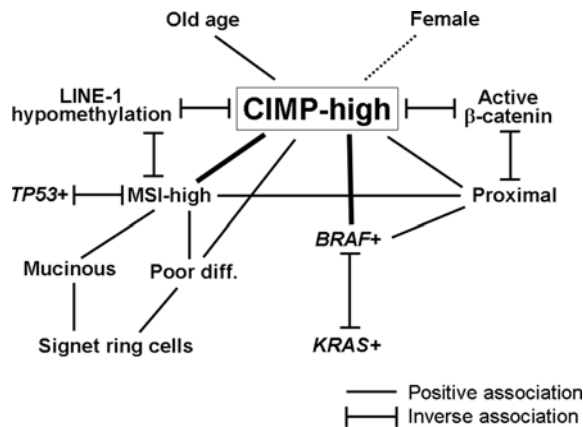 Old age
Female
LINE-1
hypomethylation
CIMP-high
Active
β-catenin
TP53+
MSI-high
Proximal
BRAF+
Mucinous
Poor diff.
Signet ring cells
KRAS+
Positive association
Inverse association